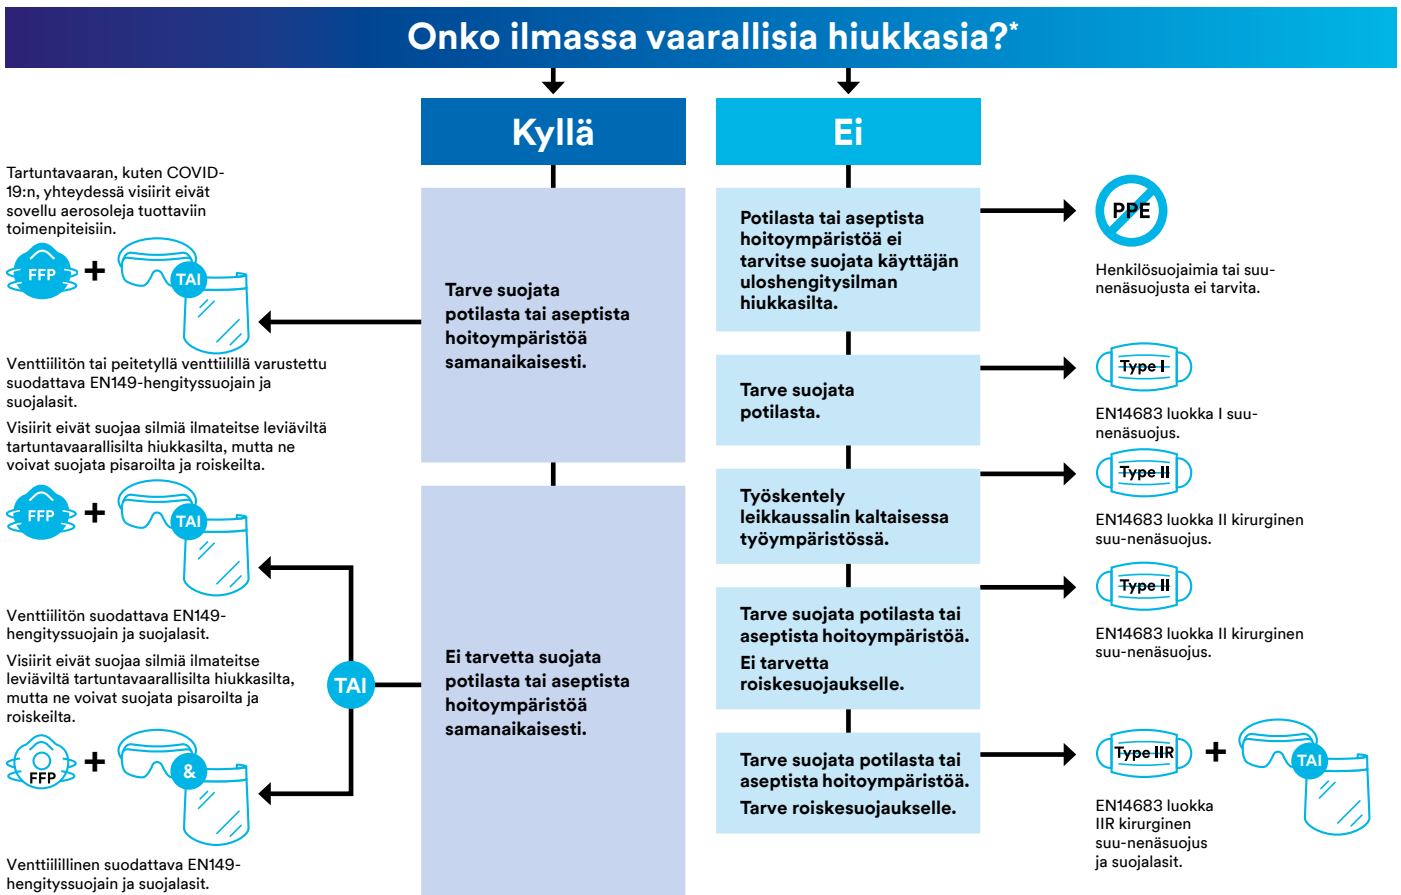 Onko ilmassa vaarallisia hiukkasia?*
Kyllä
Ei
Tartuntavaaran, kuten COVID-
19:n, yhteydessä visiirit eivät
sovellu aerosoleja tuottaviin
toimenpiteisiin.
FFP
+
TAI
Venttiilitön tai peitetyllä venttiilillä varustettu
suodattava EN149-hengityssuojain ja
suojalasit.
Visiirit eivät suojaa silmiä ilmateitse leviäviltä
tartuntavaarallisilta hiukkasilta, mutta ne
voivat suojata pisaroilta ja roiskeilta.
FFP
+
TAI
Venttiilitön suodattava EN149-
hengityssuojain ja suojalasit.
Visiirit eivät suojaa silmiä ilmateitse
leviäviltä tartuntavaarallisilta hiukkasilta,
mutta ne voivat suojata pisaroilta ja
roiskeilta.
FFP
+
&
Venttiilillinen suodattava EN149-
hengityssuojain ja suojalasit.
TAI
Tarve suojata
potilasta tai aseptista
hoitoympäristöä
samanaikaisesti.
Ei tarvetta suojata
potilasta tai aseptista
hoitoympäristöä
samanaikaisesti.
Potilasta tai aseptista
hoitoympäristöä ei
tarvitse suojata käyttäjän
uloshengitysilman
hiukkasilta.
PPE
Henkilösuojaimia tai suu-
nenäsuojusta ei tarvita.
Tarve suojata
potilasta.
Type I
EN14683 luokka I suu-
nenäsuojus.
Työskentely
leikkaussalin kaltaisessa
työympäristössä.
Type II
EN14683 luokka II kirurginen
suu-nenäsuojus.
Tarve suojata potilasta tai
aseptista hoitoympäristöä.
Ei tarvetta
roiskesuojaukselle.
Type II
EN14683 luokka II kirurginen
suu-nenäsuojus.
Tarve suojata potilasta tai
aseptista hoitoympäristöä.
Tarve roiskesuojaukselle.
Type IIR
+
TAI
EN14683 luokka
IIR kirurginen
suu-nenäsuojus
ja suojalasit.